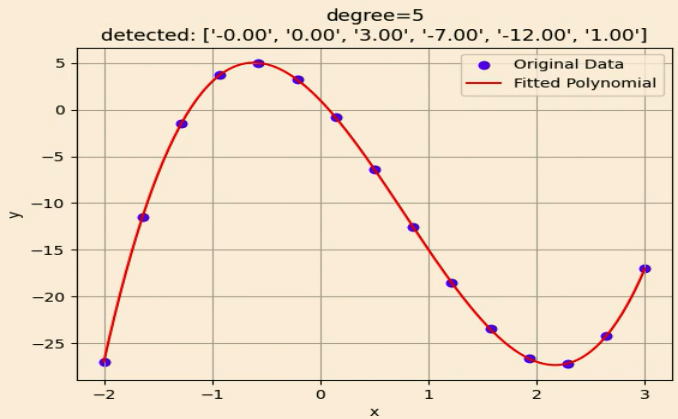 degree=5
detected: ['-0.00', '0.00', '3.00', '-7.00', '-12.00', '1.00']
Original Data
Fitted Polynomial
5
0
−5
−10
−15
−20
−25
y
−2 −1 0 1 2 3
x